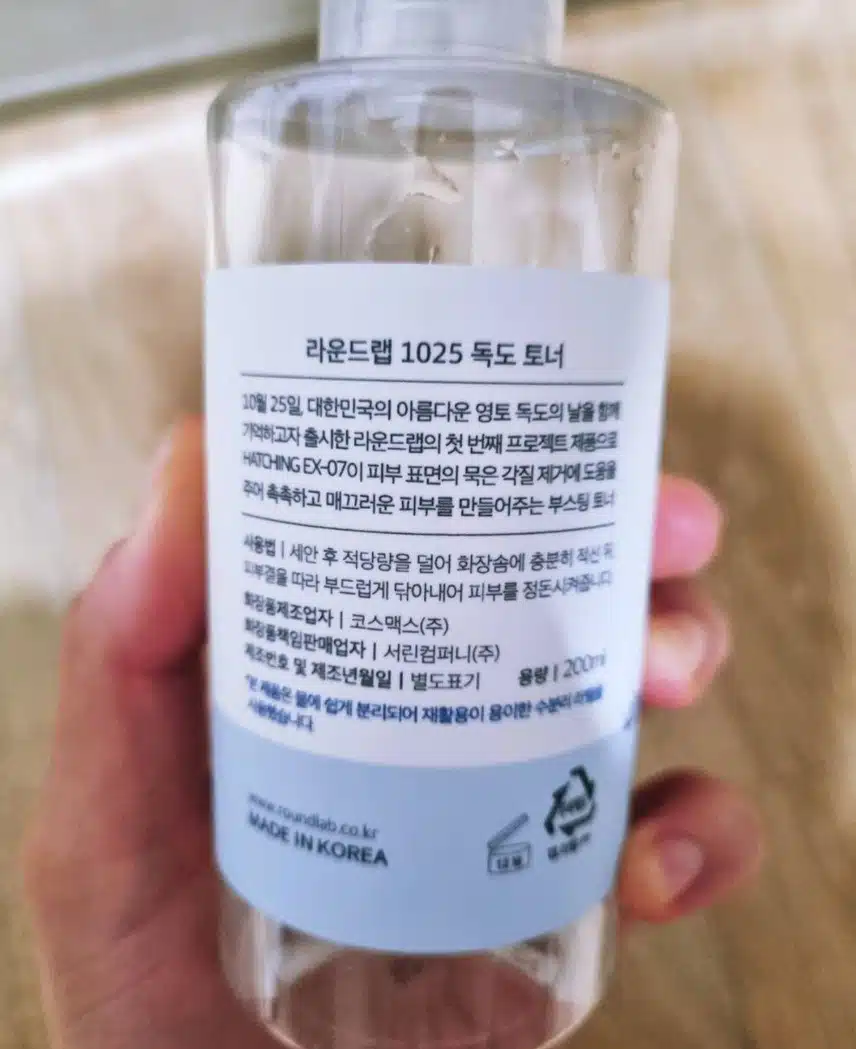 라운드랩 1025 독도 토너
10월 25일, 대한민국의 아름다운 영토 독도의 날을 함께
기억하고자 출시한 라운드랩의 첫 번째 프로젝트 제품으로
HATCHING EX-07이 피부 표면의 묵은 각질 제거에 도움을
주어 촉촉하고 매끄러운 피부를 만들어주는 부스팅 토너
사용법 | 세안 후 적당량을 덜어 화장솜에 충분히 적신 뒤,
피부결을 따라 부드럽게 닦아내어 피부를 정돈시켜줍니다.
화장품제조업자 | 코스맥스(주)
화장품책임판매업자 | 서린컴퍼니(주)
제조번호 및 제조년월일 | 별도표기 용량 | 200ml
*본 제품은 물에 쉽게 분리되어 재활용이 용이한 수분리 라벨을
사용했습니다.
www.roundlab.co.kr
MADE IN KOREA